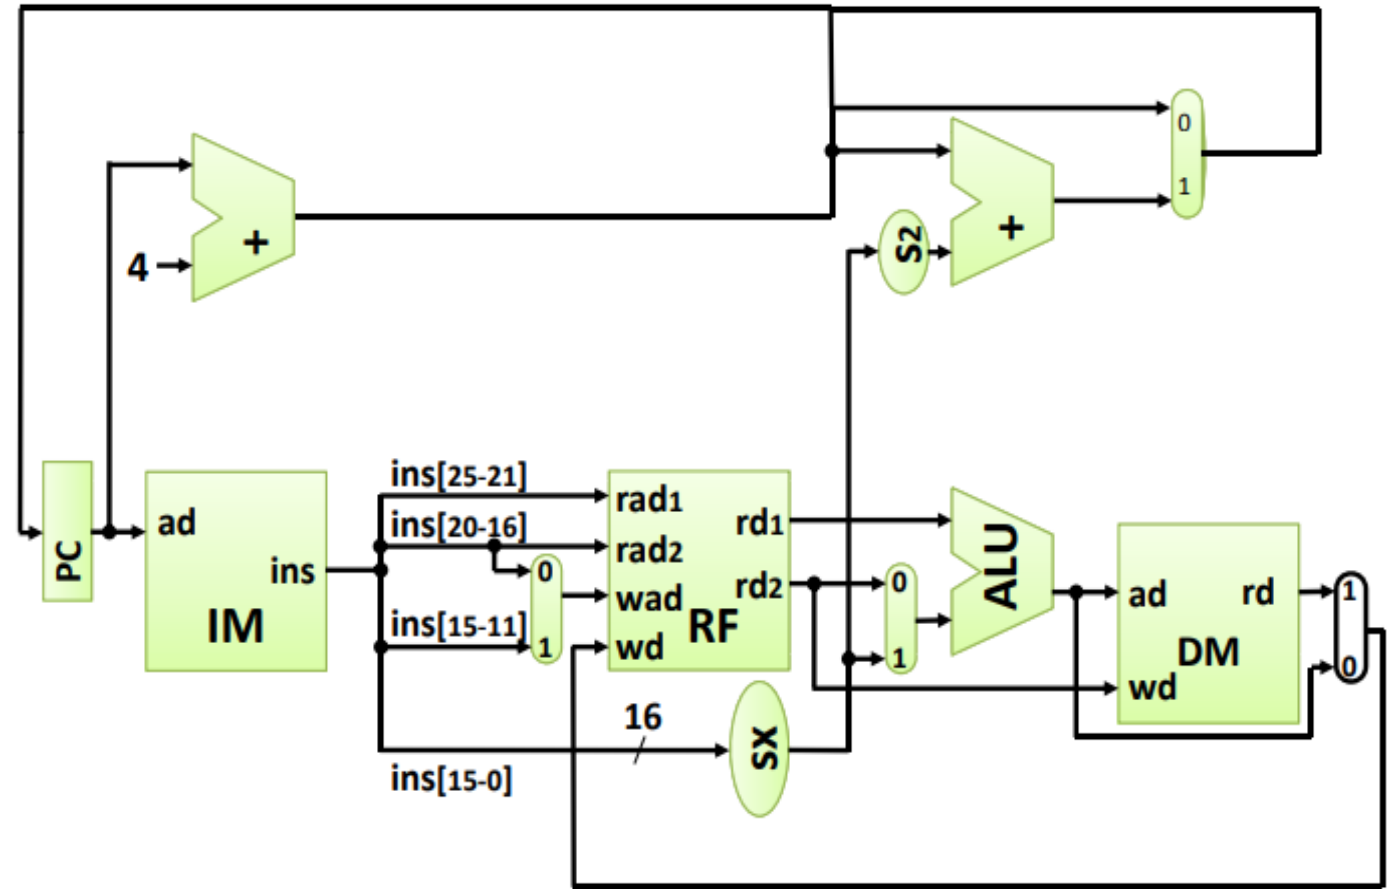 0
1
+
4
+
S2
ins[25-21]
ins[20-16]
ins[15-11]
ins[15-0]
PC
ad
ins
IM
0
1
rad1
rad2
wad
wd
rd1
rd2
RF
16
sx
0
1
ALU
ad
rd
DM
wd
1
0